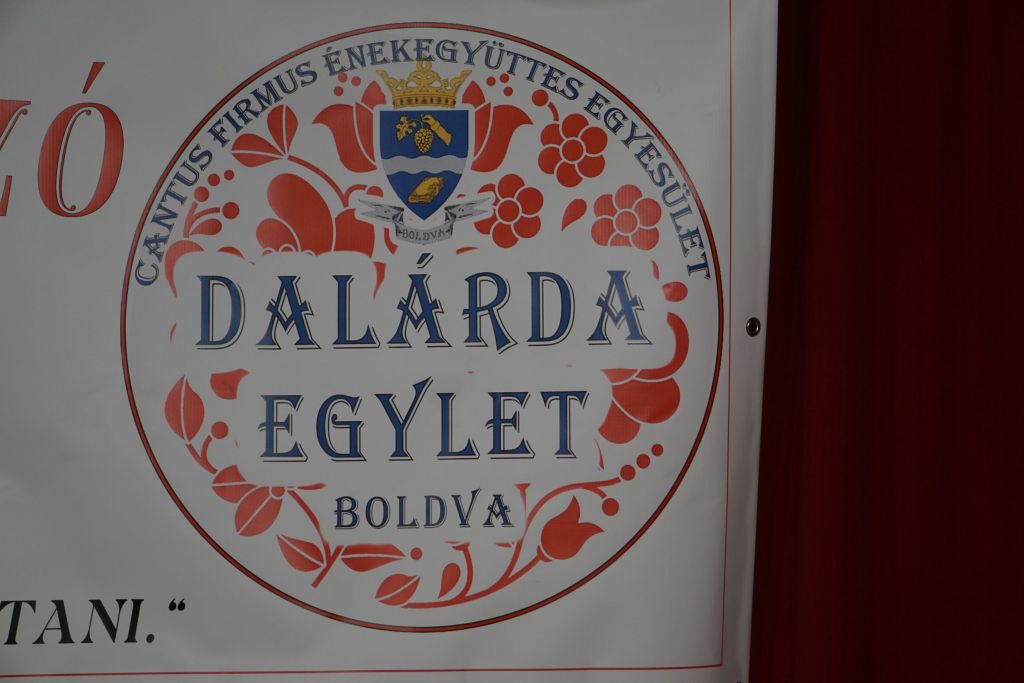 ZÓ
CANTUS FIRMUS ÉNEKEGYÜTTES EGYESÜLET
BOLDVA
DALÁRDA
EGYLET
BOLDVA
TANI.“